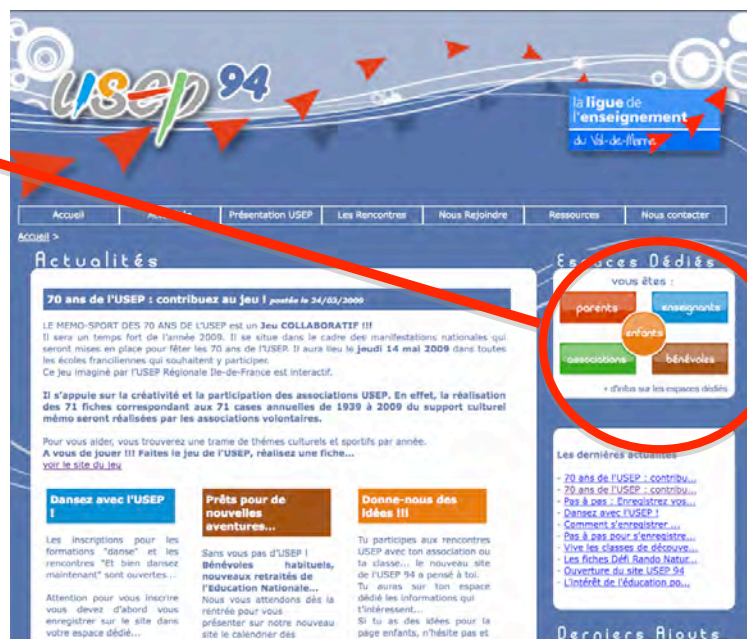 usep 94
la ligue de
l'enseignement
du Val-de-Marne
Accueil
Présentation USEP
Les Rencontres
Nous Rejoindre
Ressources
Nous contacter
Accueil >
Actualités
70 ans de l'USEP : contribuez au jeu ! postée le 24/03/2009
LE MEMO-SPORT DES 70 ANS DE L'USEP est un Jeu COLLABORATIF !!!
Il sera un temps fort de l'année 2009. Il se situe dans le cadre des manifestations nationales qui
seront mises en place pour fêter les 70 ans de l'USEP. Il aura lieu le jeudi 14 mai 2009 dans toutes
les écoles franciliennes qui souhaitent y participer.
Ce jeu imaginé par l'USEP Régionale Ile-de-France est interactif.
Il s'appuie sur la créativité et la participation des associations USEP. En effet, la réalisation
des 71 fiches correspondant aux 71 cases annuelles de 1939 à 2009 du support culturel
mémo seront réalisées par les associations volontaires.
Pour vous aider, vous trouverez une trame de thèmes culturels et sportifs par année.
A vous de jouer !!! Faites le jeu de l'USEP, réalisez une fiche...
voir le site du jeu
Dansez avec l'USEP
!
Les inscriptions pour les
formations "danse" et les
rencontres "Et bien dansez
maintenant" sont ouvertes...
Attention pour vous inscrire
vous devez d'abord vous
enregistrer sur le site dans
votre espace dédié...
Prêts pour de
nouvelles
aventures...
Sans vous pas d'USEP !
Bénévoles habituels,
nouveaux retraités de
l'Education Nationale...
Nous vous attendons dès la
rentrée pour vous
présenter sur notre nouveau
site le calendrier des
Donne-nous des
idées !!!
Tu participes aux rencontres
USEP avec ton association ou
ta classe... le nouveau site
de l'USEP 94 a pensé à toi.
Tu auras sur ton espace
dédié les informations qui
t'intéressent...
Si tu as des idées pour la
page enfants, n'hésite pas et
Espaces Dédiés
vous êtes :
parents
enseignants
enfants
associations
bénévoles
+ d'infos sur les espaces dédiés
Les dernières actualités
- 70 ans de l'USEP : contribu...
- 70 ans de l'USEP : contribu...
- Pas à pas : Enregistrez vos...
- Dansez avec l'USEP !
- Comment s'enregistrer ...
- Pas à pas pour s'enregistre...
- Vive les classes de découve...
- Les fiches Défi Rando Natur...
- Ouverture du site USEP 94
- L'intérêt de l'éducation po...
Derniers Ajouts